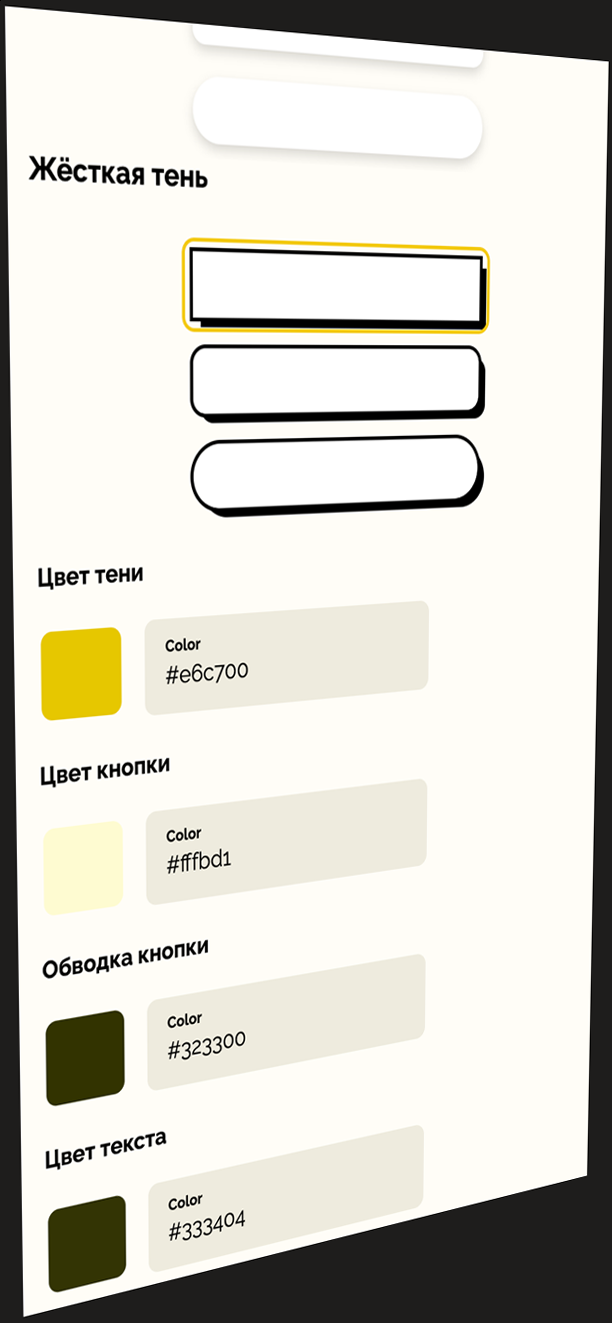 Жёсткая тень
Цвет тени
Color
#e6c700
Цвет кнопки
Color
#fffbd1
Обводка кнопки
Color
#323300
Цвет текста
Color
#333404